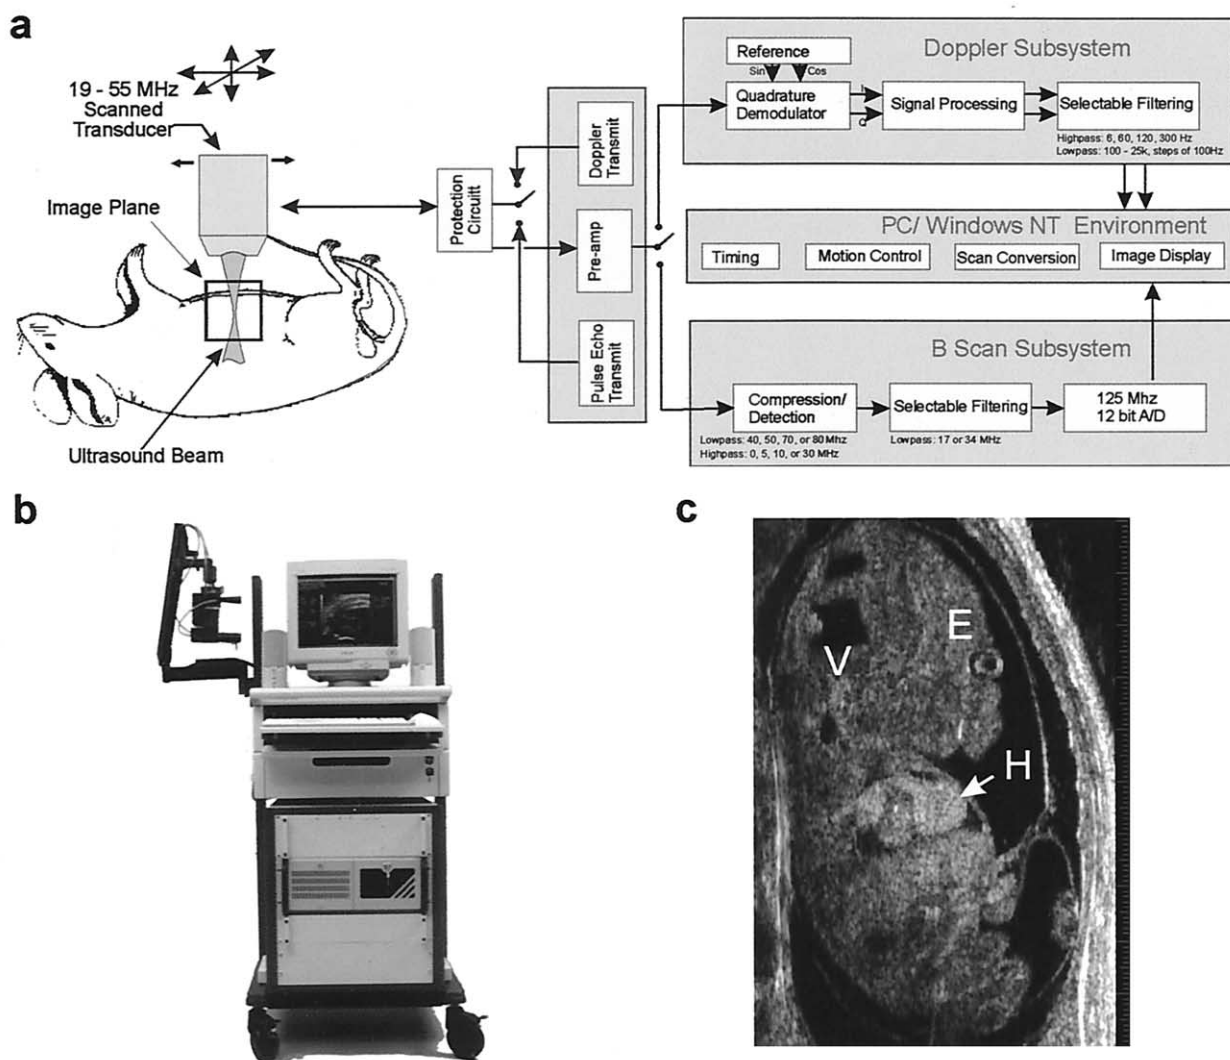 a
19 - 55 MHz
Scanned
Transducer
Image Plane
Ultrasound Beam
Protection
Circuitt
Doppler
Transmit
Pre-amp
Pulse Echo
Transmit
Doppler Subsystem
Reference
Sin
Cos
Quadrature
Demodulator
I
Q
Signal Processing
Selectable Filtering
Highpass: 6, 60, 120, 300 Hz
Lowpass: 100 - 25k, steps of 100Hz
PC/ Windows NT Environment
Timing
Motion Control
Scan Conversion
Image Display
B Scan Subsystem
Compression/
Detection
Selectable Filtering
125 Mhz
12 bit A/D
Lowpass: 40, 50, 70, or 80 Mhz
Highpass: 0, 5, 10, or 30 MHz
Lowpass: 17 or 34 MHz
b
c
E
V
H